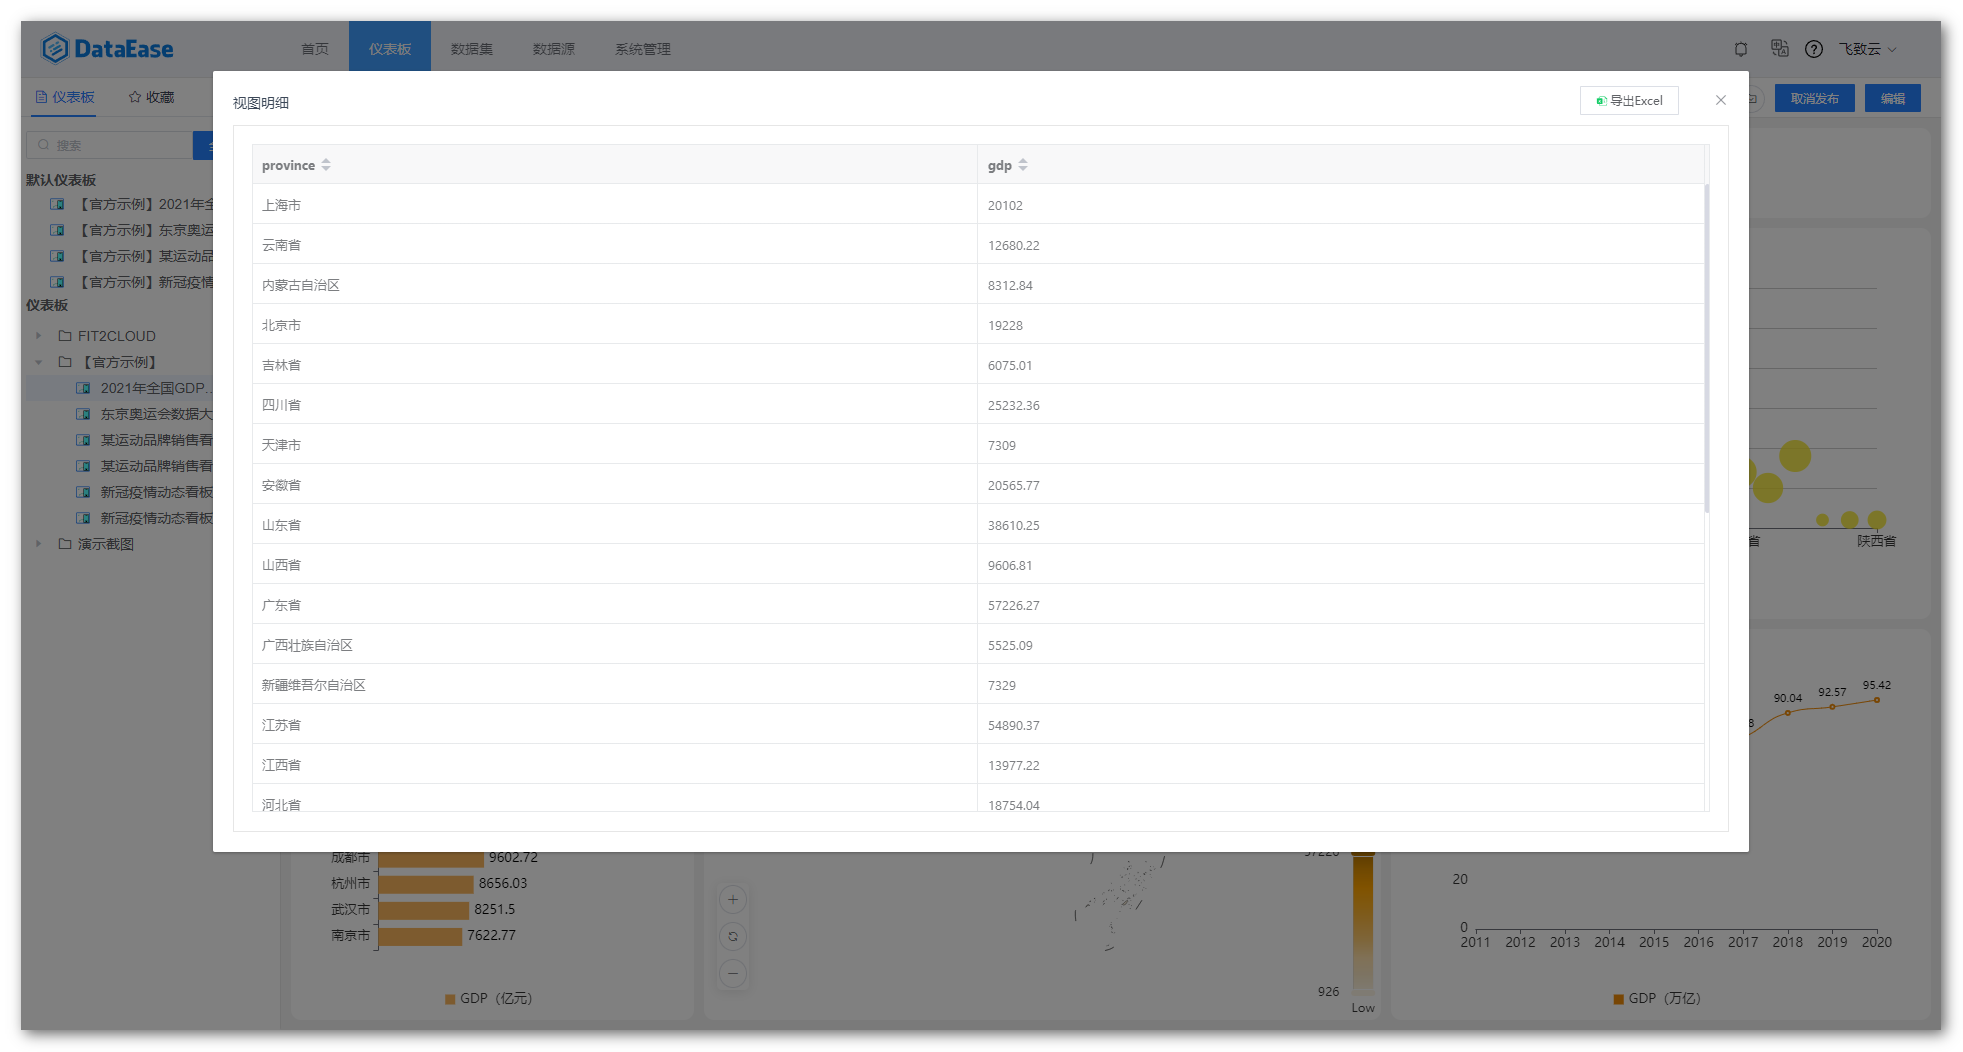 DataEase
首页 仪表板 数据集 数据源 系统管理 飞致云
仪表板 收藏 取消发布 编辑
搜索
默认仪表板
【官方示例】2021年全
【官方示例】东京奥运
【官方示例】某运动品
【官方示例】新冠疫情
仪表板
FIT2CLOUD
【官方示例】
2021年全国GDP...
东京奥运会数据大
某运动品牌销售看
某运动品牌销售看
新冠疫情动态看板
新冠疫情动态看板
演示截图
视图明细 导出Excel
province gdp
上海市 20102
云南省 12680.22
内蒙古自治区 8312.84
北京市 19228
吉林省 6075.01
四川省 25232.36
天津市 7309
安徽省 20565.77
山东省 38610.25
山西省 9606.81
广东省 57226.27
广西壮族自治区 5525.09
新疆维吾尔自治区 7329
江苏省 54890.37
江西省 13977.22
河北省 18754.04
省 陕西省
8 90.04 92.57 95.42
成都市 9602.72
杭州市 8656.03
武汉市 8251.5
南京市 7622.77
GDP（亿元）
57226
926
Low
20
0
2011 2012 2013 2014 2015 2016 2017 2018 2019 2020
GDP（万亿）